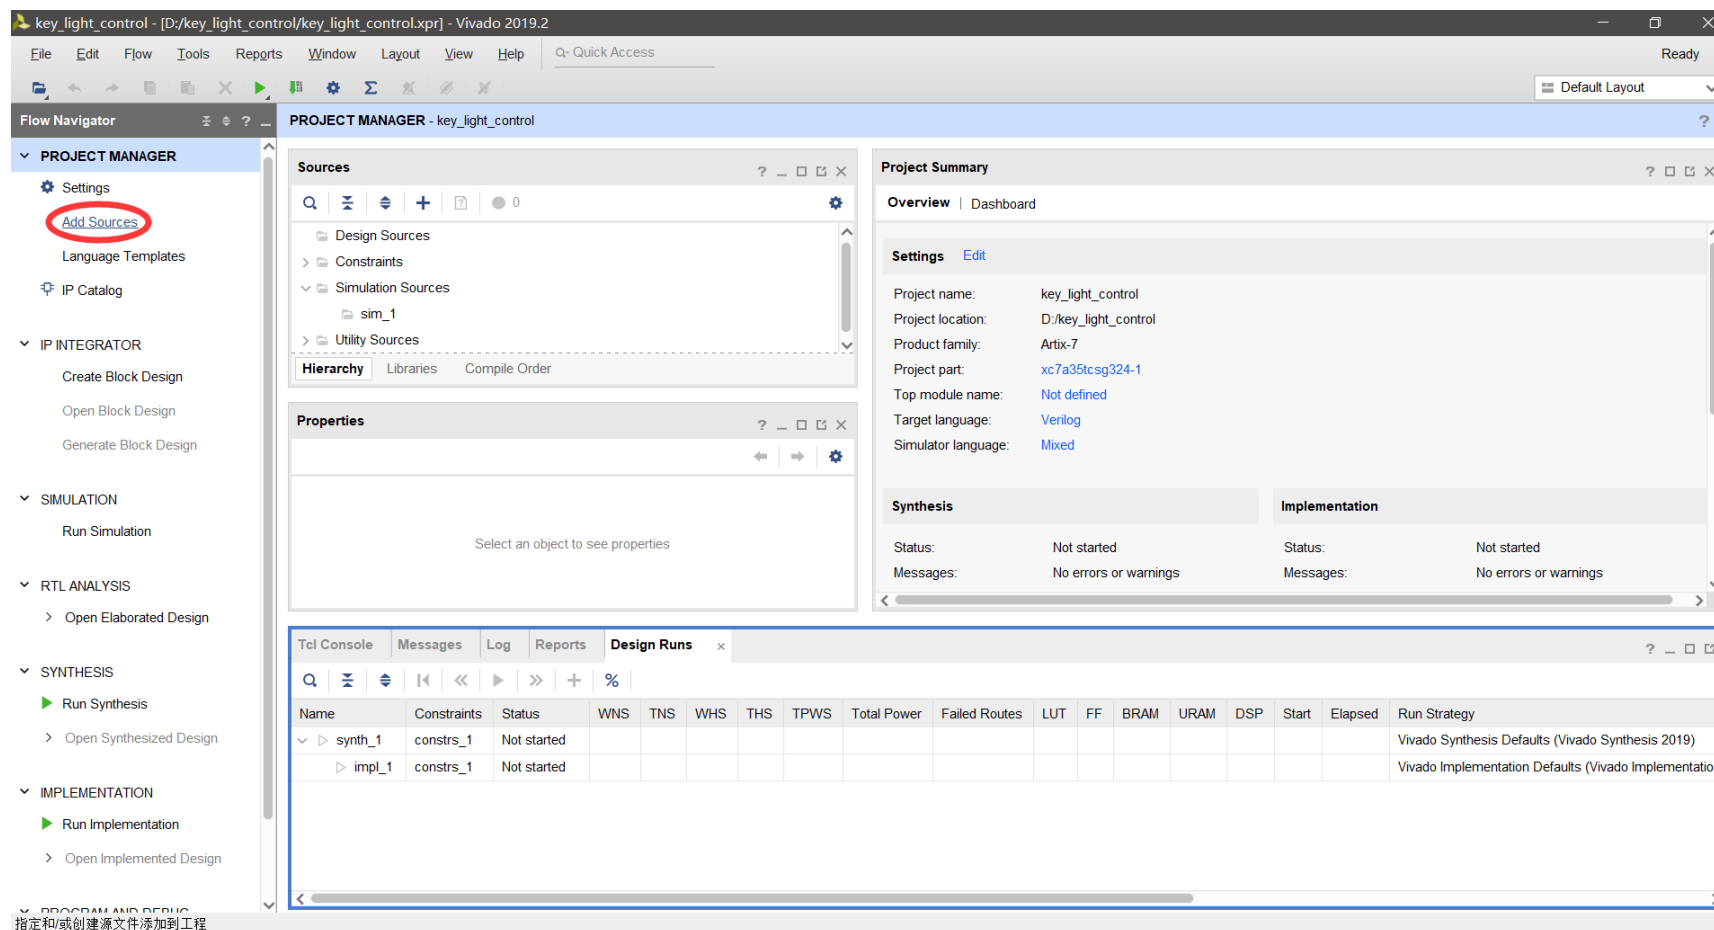 key_light_control - [D:/key_light_control/key_light_control.xpr] - Vivado 2019.2
File Edit Flow Tools Reports Window Layout View Help Quick Access Ready
Default Layout
Flow Navigator
PROJECT MANAGER
Settings
Add Sources
Language Templates
IP Catalog
IP INTEGRATOR
Create Block Design
Open Block Design
Generate Block Design
SIMULATION
Run Simulation
RTL ANALYSIS
Open Elaborated Design
SYNTHESIS
Run Synthesis
Open Synthesized Design
IMPLEMENTATION
Run Implementation
Open Implemented Design
PROGRAM AND DEBUG
PROJECT MANAGER - key_light_control
Sources
0
Design Sources
Constraints
Simulation Sources
sim_1
Utility Sources
Hierarchy Libraries Compile Order
Properties
Select an object to see properties
Project Summary
Overview | Dashboard
Settings Edit
Project name: key_light_control
Project location: D:/key_light_control
Product family: Artix-7
Project part: xc7a35tcsg324-1
Top module name: Not defined
Target language: Verilog
Simulator language: Mixed
Synthesis Implementation
Status: Not started Status: Not started
Messages: No errors or warnings Messages: No errors or warnings
Tcl Console Messages Log Reports Design Runs
Name Constraints Status WNS TNS WHS THS TPWS Total Power Failed Routes LUT FF BRAM URAM DSP Start Elapsed Run Strategy
synth_1 constrs_1 Not started Vivado Synthesis Defaults (Vivado Synthesis 2019)
impl_1 constrs_1 Not started Vivado Implementation Defaults (Vivado Implementatio
指定和/或创建源文件添加到工程